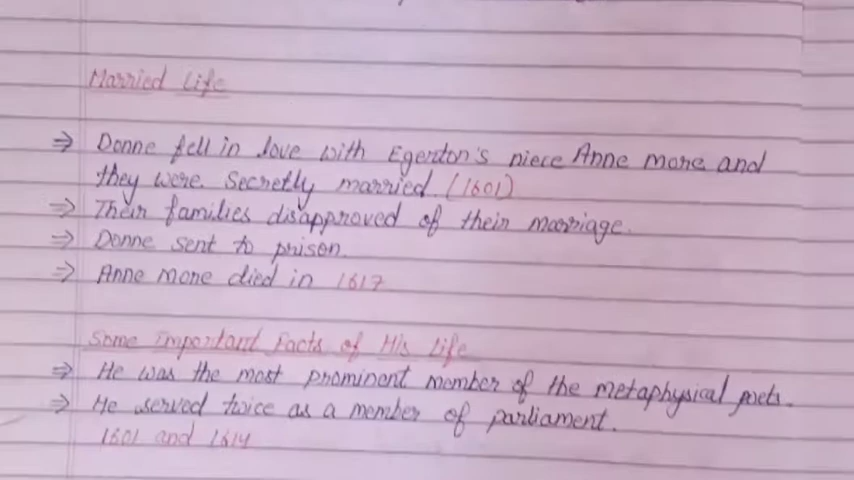 Married Life
⇒ Donne fell in love with Egerton's niece Anne more and
they were secretly married. (1601)
⇒ Their families disapproved of their marriage.
⇒ Donne sent to prison.
⇒ Anne more died in 1617
Some Important Facts of His Life
⇒ He was the most prominent member of the metaphysical poets.
⇒ He served twice as a member of parliament.
1601 and 1614